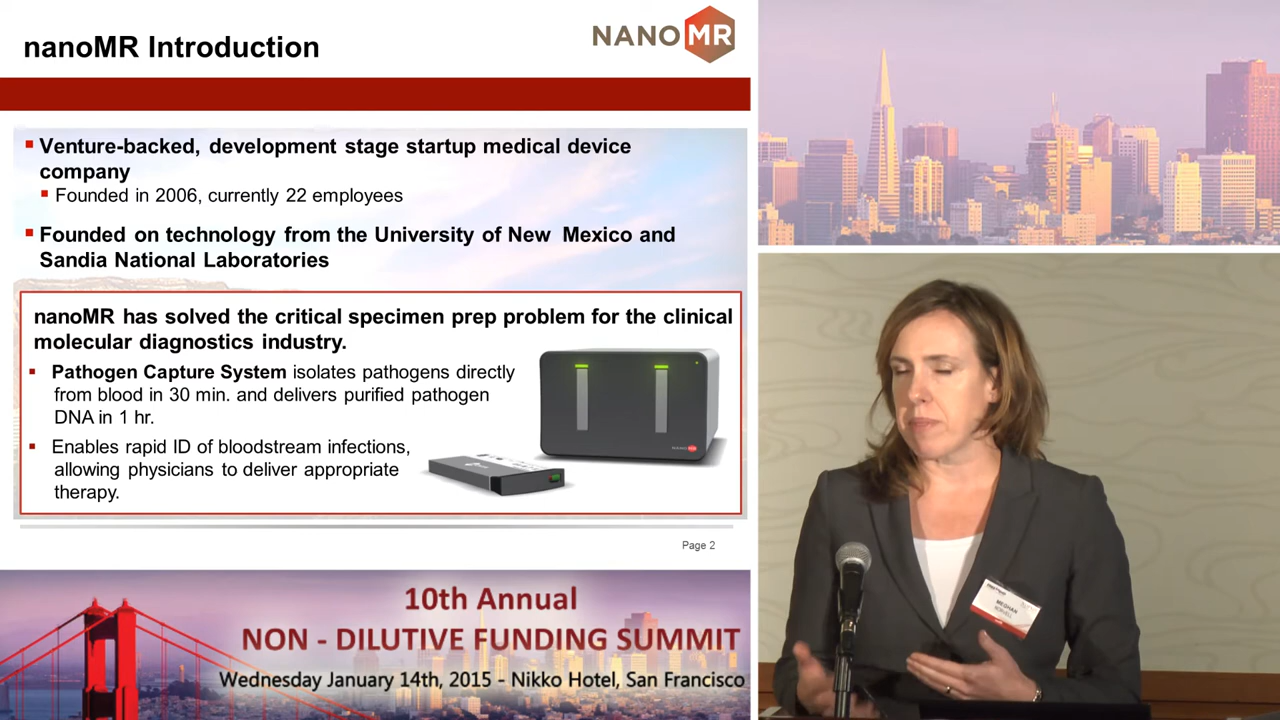 nanoMR Introduction
NANO MR
Venture-backed, development stage startup medical device
company
Founded in 2006, currently 22 employees
Founded on technology from the University of New Mexico and
Sandia National Laboratories
nanoMR has solved the critical specimen prep problem for the clinical
molecular diagnostics industry.
Pathogen Capture System isolates pathogens directly
from blood in 30 min. and delivers purified pathogen
DNA in 1 hr.
Enables rapid ID of bloodstream infections,
allowing physicians to deliver appropriate
therapy.
Page 2
10th Annual
NON - DILUTIVE FUNDING SUMMIT
Wednesday January 14th, 2015 - Nikko Hotel, San Francisco
MEGHAN